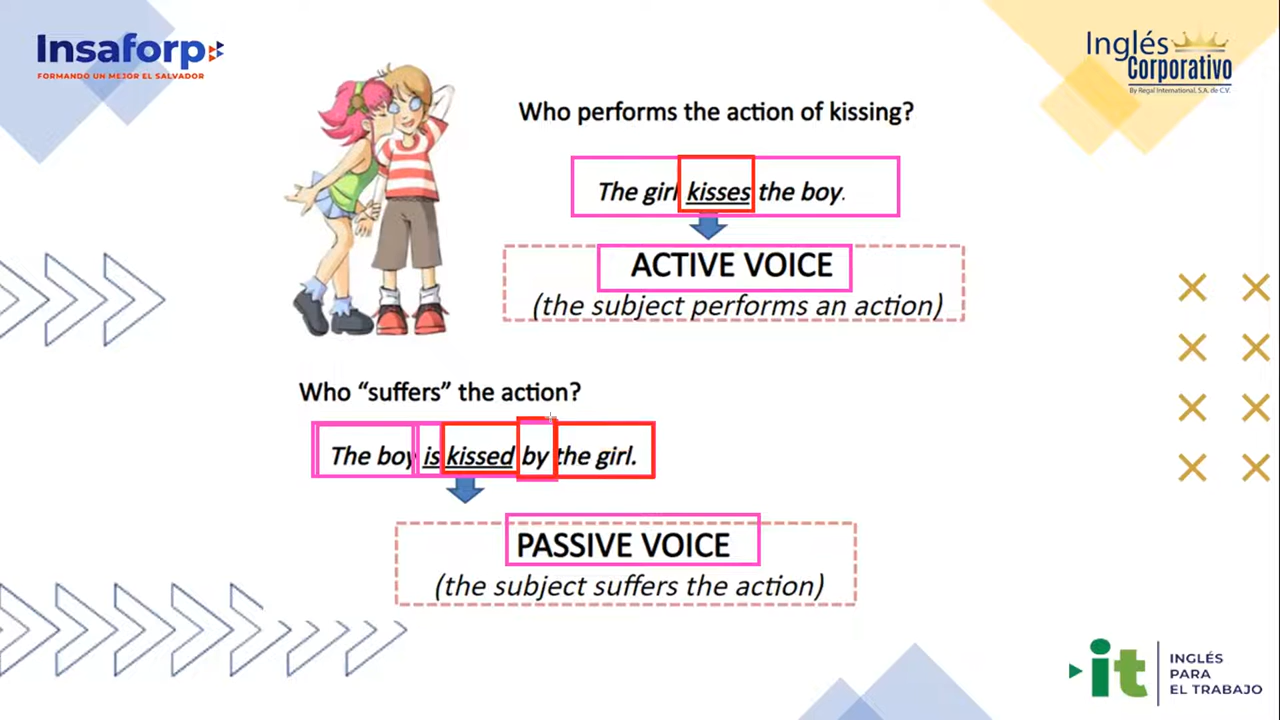 Insaforp
FORMANDO UN MEJOR EL SALVADOR
Inglés
Corporativo
By Regal International, S.A. de C.V.
Who performs the action of kissing?
The girl kisses the boy.
ACTIVE VOICE
(the subject performs an action)
Who “suffers” the action?
The boy is kissed by the girl.
PASSIVE VOICE
(the subject suffers the action)
it
INGLÉS
PARA
EL TRABAJO